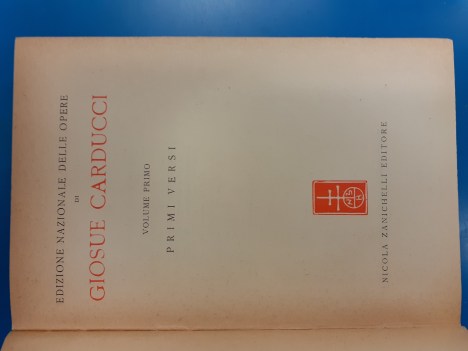 EDIZIONE NAZIONALE DELLE OPERE
DI
GIOSUE CARDUCCI
VOLUME PRIMO
PRIMI VERSI
NICOLA ZANICHELLI EDITORE